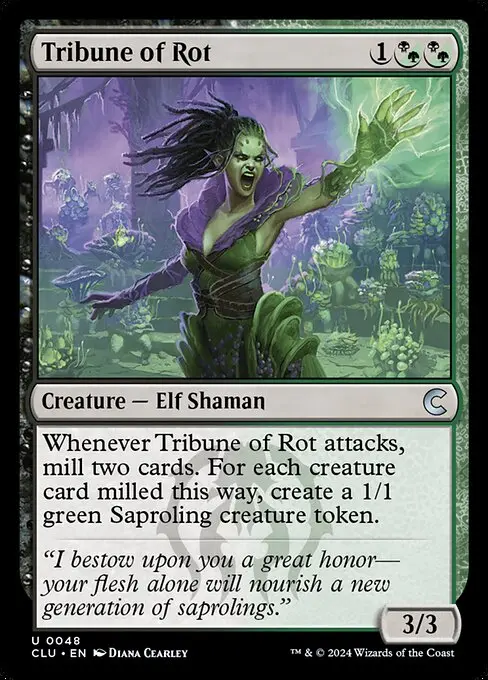 Tribune of Rot 1
Creature — Elf Shaman
Whenever Tribune of Rot attacks,
mill two cards. For each creature
card milled this way, create a 1/1
green Saproling creature token.
“I bestow upon you a great honor—
your flesh alone will nourish a new
generation of saprolings.”
3/3
U 0048
CLU • EN Diana Cearley
™ & © 2024 Wizards of the Coast